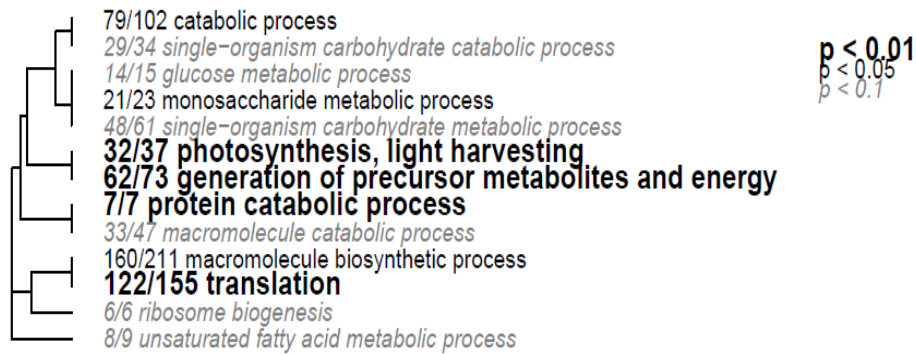 79/102 catabolic process
29/34 single−organism carbohydrate catabolic process
14/15 glucose metabolic process
21/23 monosaccharide metabolic process
48/61 single−organism carbohydrate metabolic process
32/37 photosynthesis, light harvesting
62/73 generation of precursor metabolites and energy
7/7 protein catabolic process
33/47 macromolecule catabolic process
160/211 macromolecule biosynthetic process
122/155 translation
6/6 ribosome biogenesis
8/9 unsaturated fatty acid metabolic process
p < 0.01
p < 0.05
p < 0.1